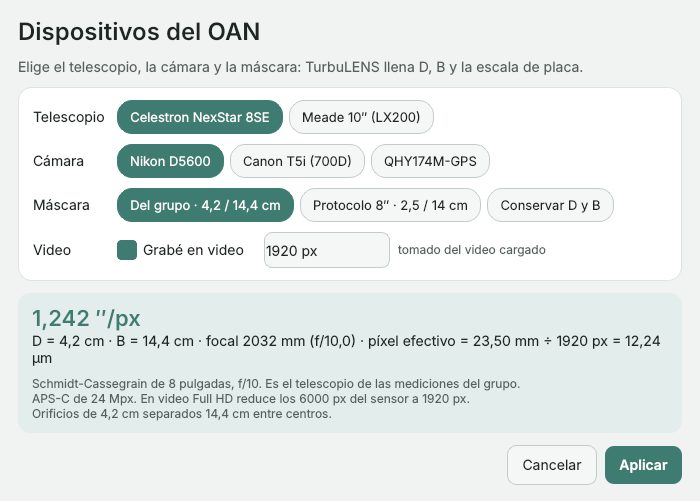 Dispositivos del OAN
Elige el telescopio, la cámara y la máscara: TurbuLENS llena D, B y la escala de placa.
Telescopio Celestron NexStar 8SE Meade 10″ (LX200)
Cámara Nikon D5600 Canon T5i (700D) QHY174M-GPS
Máscara Del grupo · 4,2 / 14,4 cm Protocolo 8″ · 2,5 / 14 cm Conservar D y B
Video Grabé en video 1920 px tomado del video cargado
1,242 ″/px
D = 4,2 cm · B = 14,4 cm · focal 2032 mm (f/10,0) · píxel efectivo = 23,50 mm ÷ 1920 px = 12,24
µm
Schmidt-Cassegrain de 8 pulgadas, f/10. Es el telescopio de las mediciones del grupo.
APS-C de 24 Mpx. En video Full HD reduce los 6000 px del sensor a 1920 px.
Orificios de 4,2 cm separados 14,4 cm entre centros.
Cancelar Aplicar